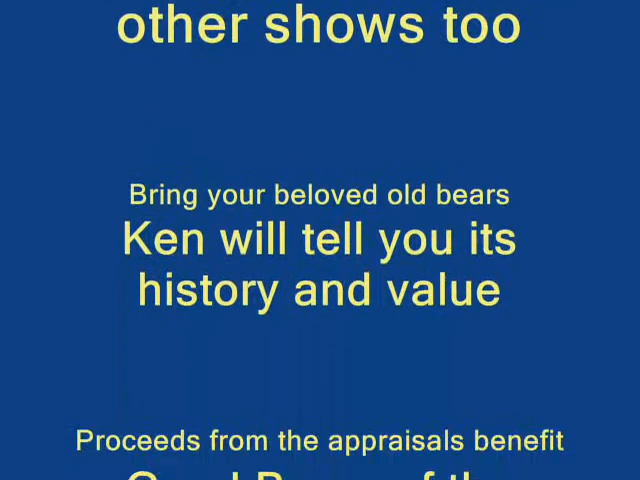 other shows too
Bring your beloved old bears
Ken will tell you its
history and value
Proceeds from the appraisals benefit